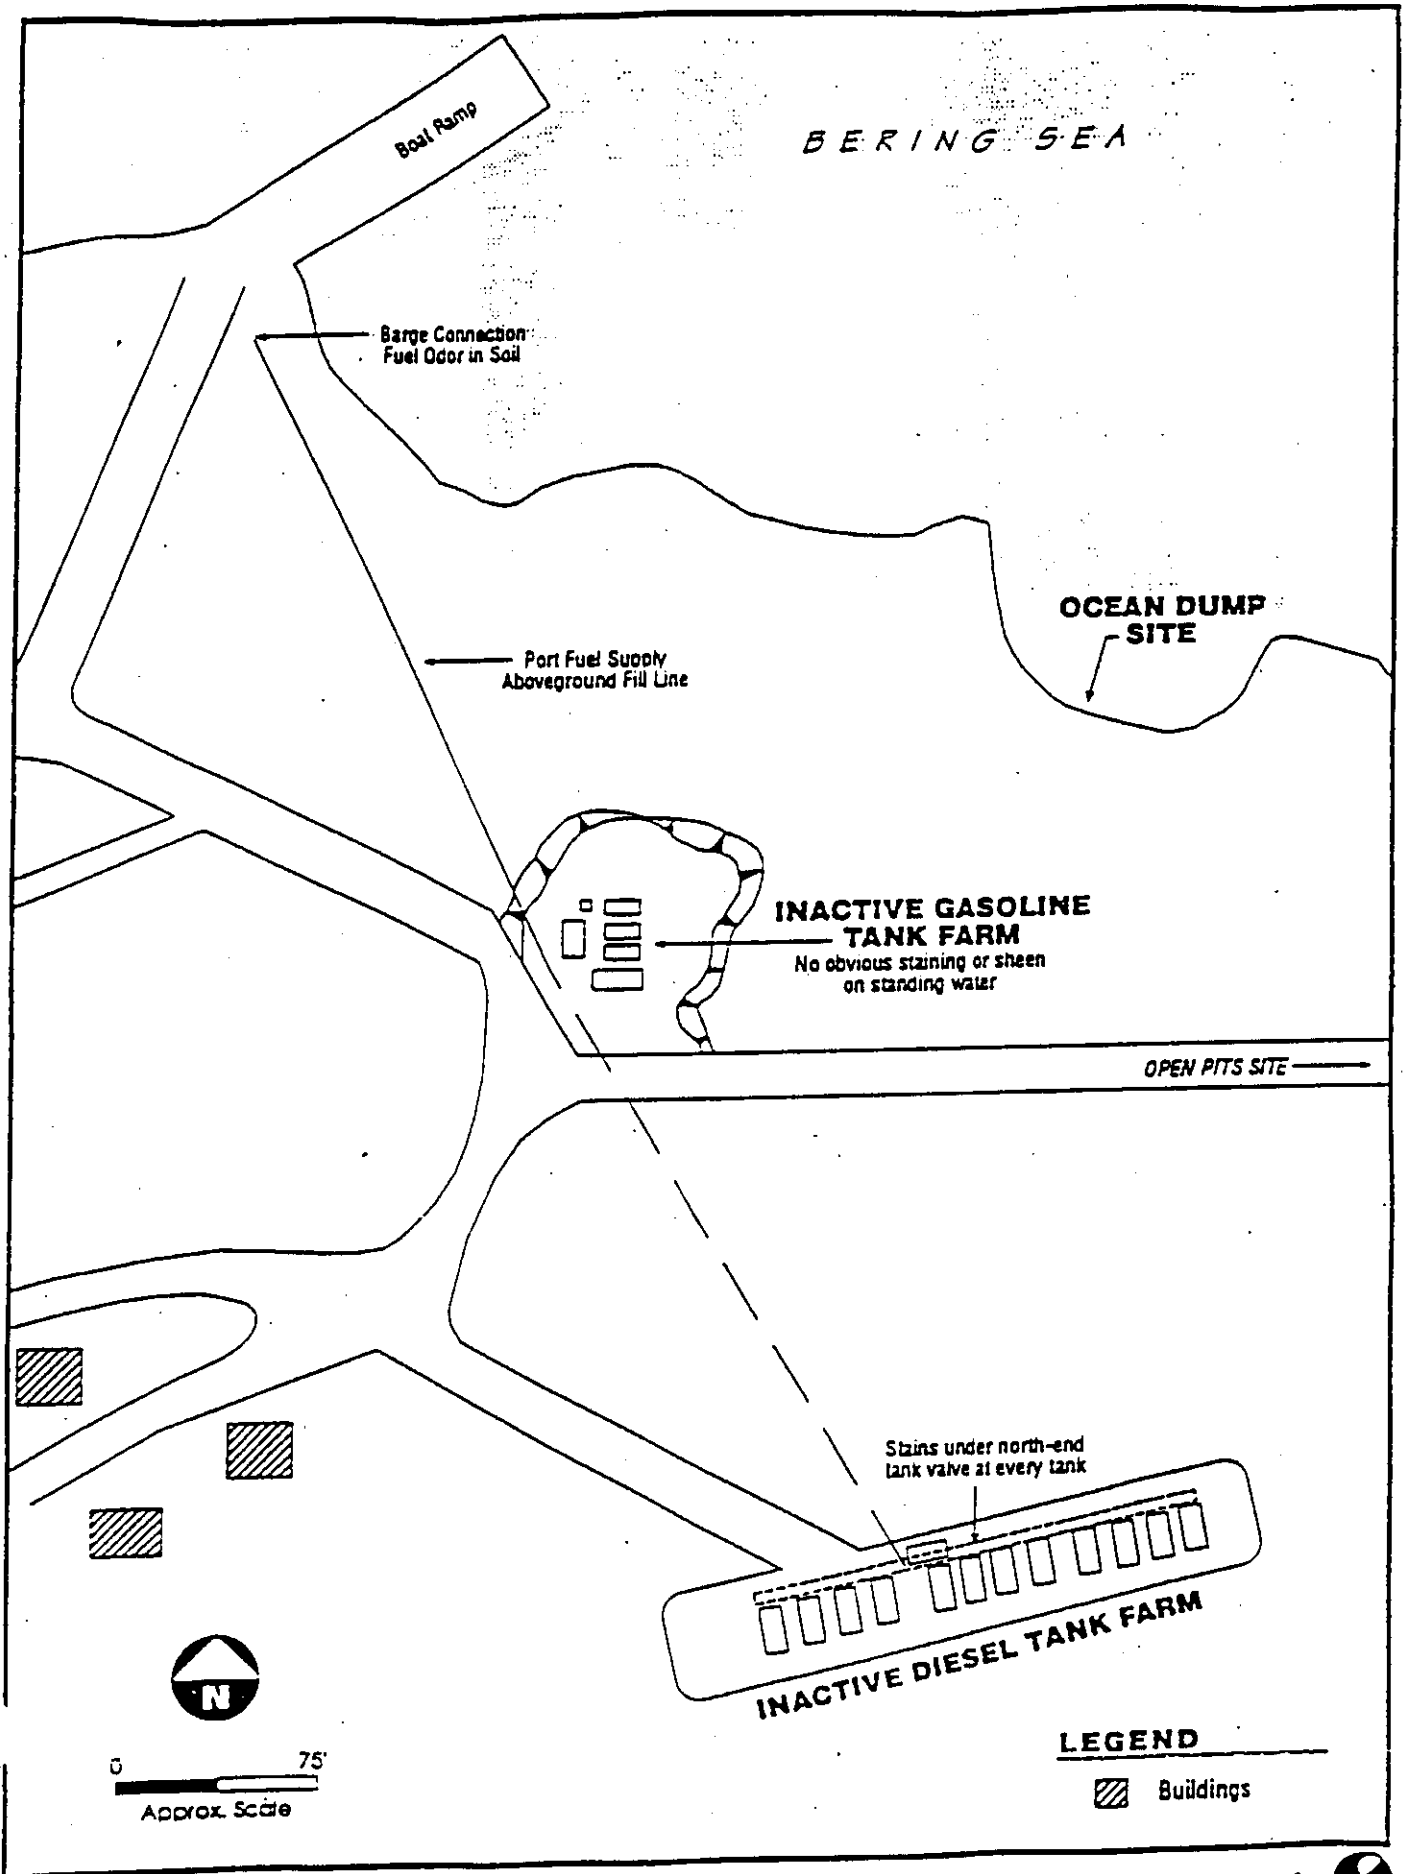 Boat Ramp
BERING SEA
Barge Connection
Fuel Odor in Soil
OCEAN DUMP
SITE
Port Fuel Supply
Aboveground Fill Line
INACTIVE GASOLINE
TANK FARM
No obvious staining or sheen
on standing water
OPEN PITS SITE
Stains under north-end
tank valve at every tank
INACTIVE DIESEL TANK FARM
N
0 75'
Approx. Scale
LEGEND
Buildings